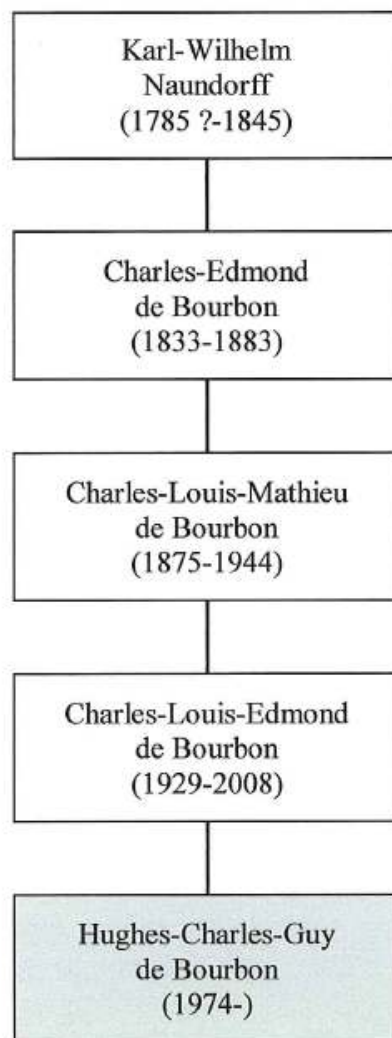 Karl-Wilhelm
Naundorff
(1785 ?-1845)
Charles-Edmond
de Bourbon
(1833-1883)
Charles-Louis-Mathieu
de Bourbon
(1875-1944)
Charles-Louis-Edmond
de Bourbon
(1929-2008)
Hughes-Charles-Guy
de Bourbon
(1974-)